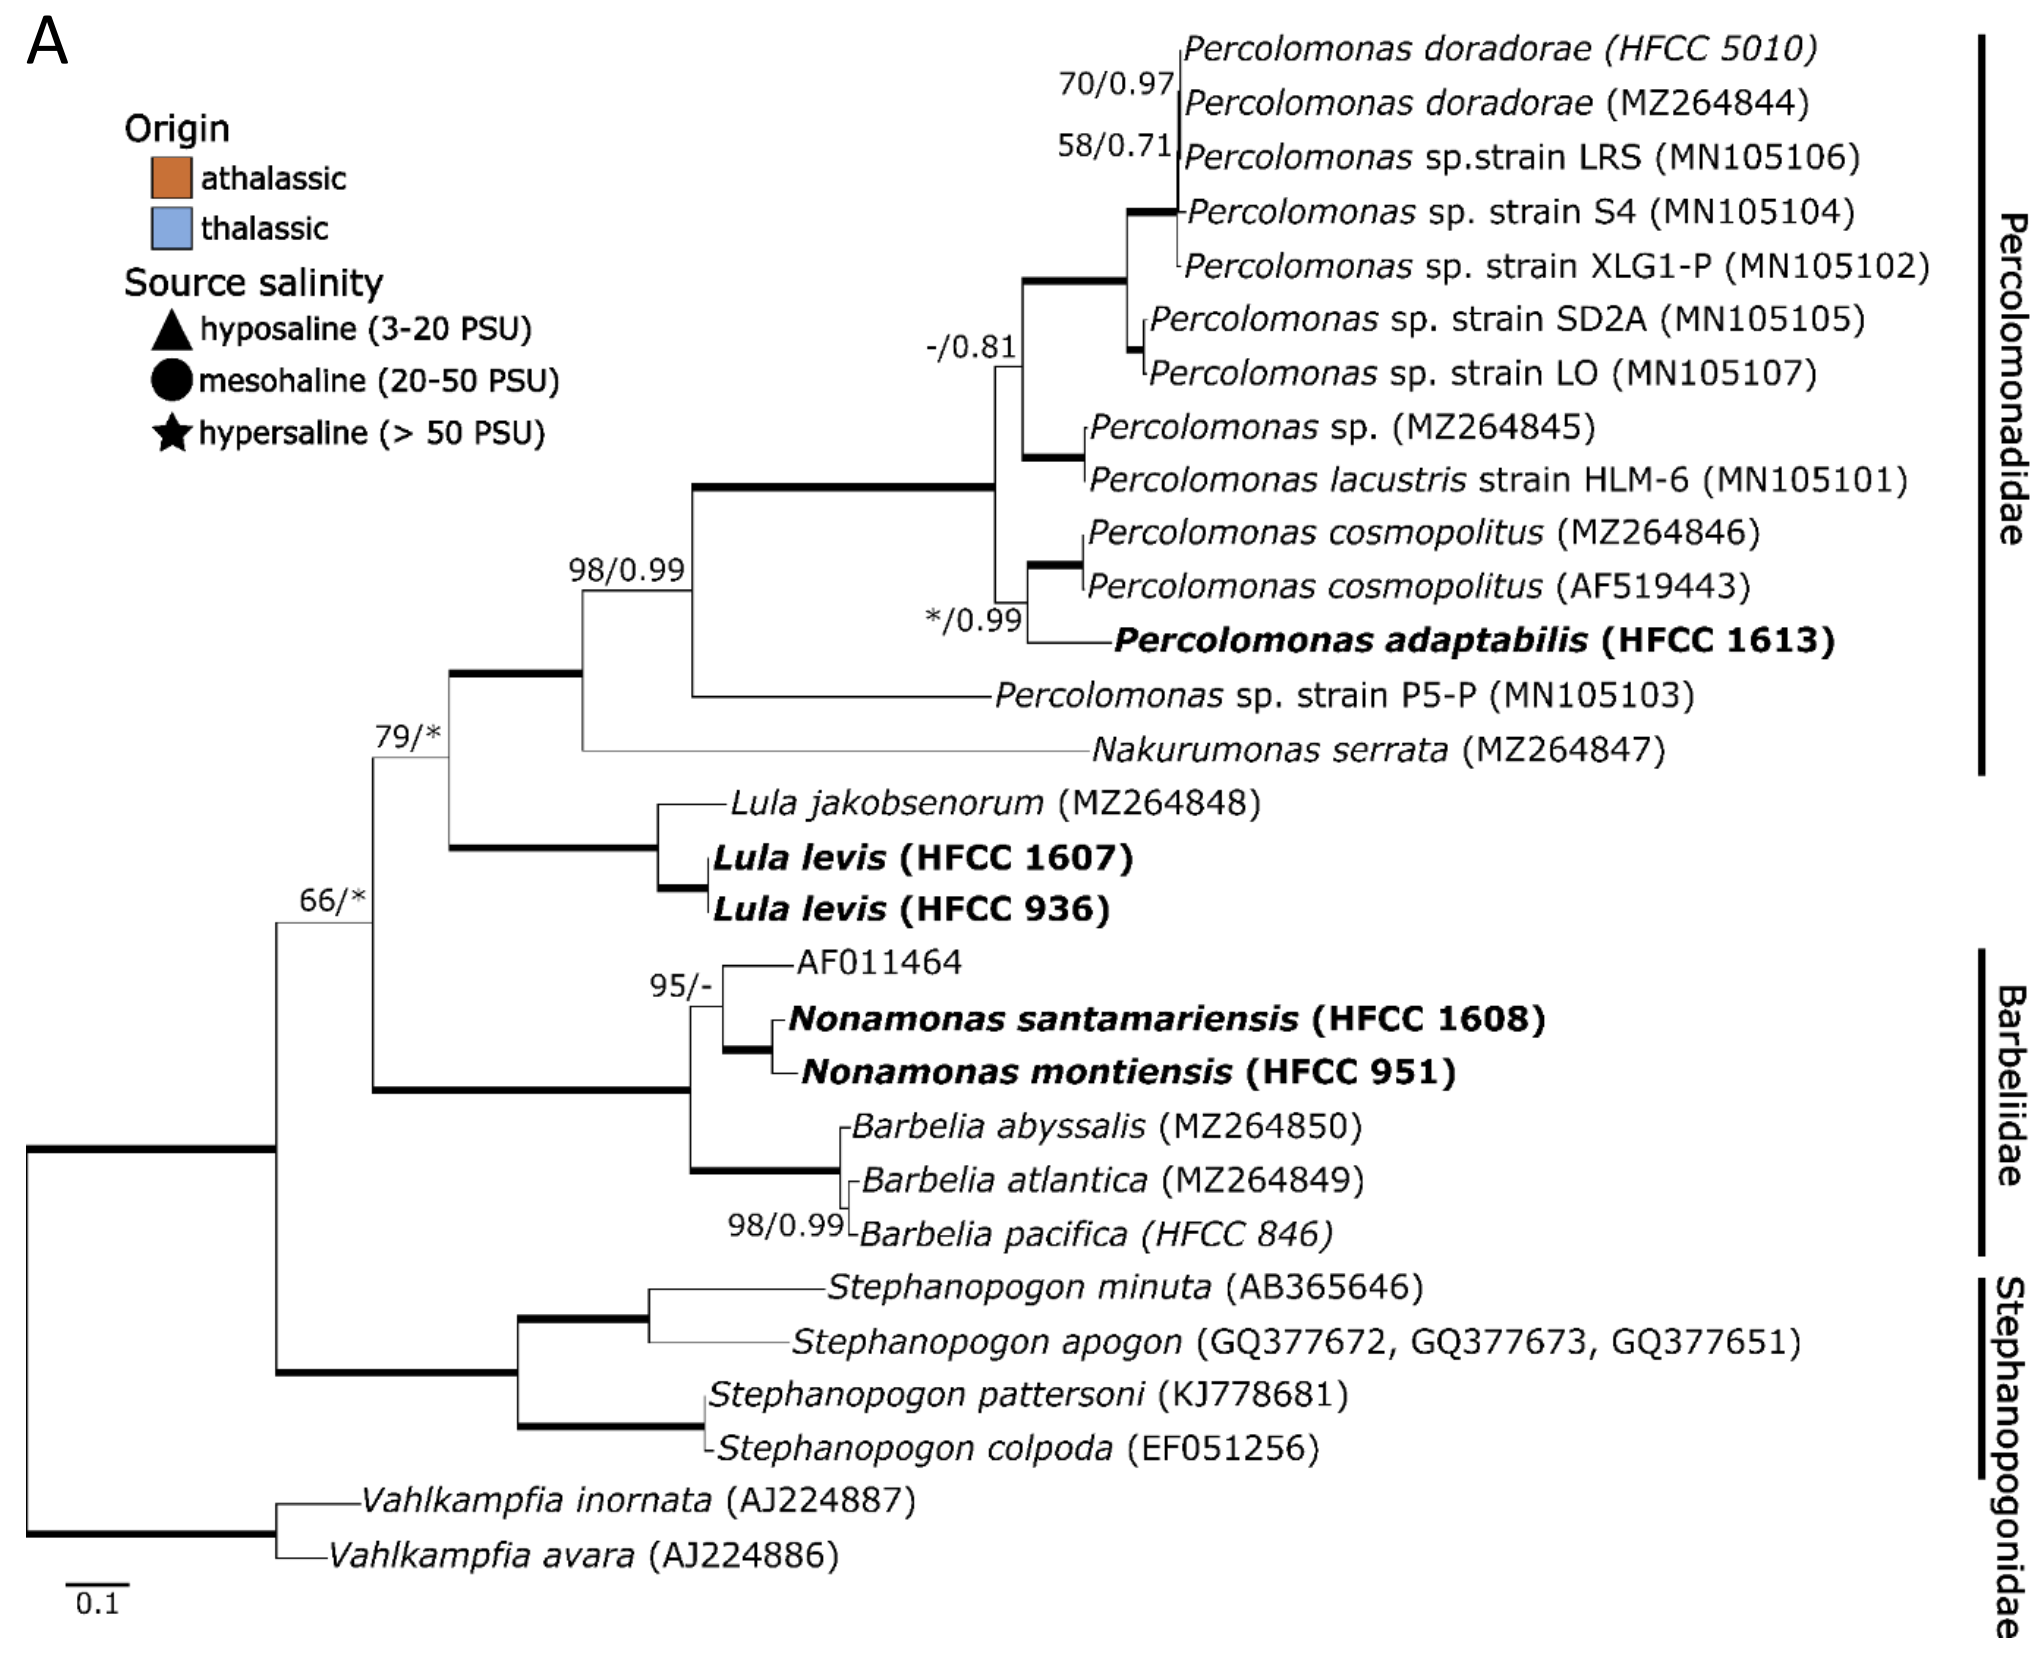 A
Origin
athalassic
thalassic
Source salinity
hyposaline (3-20 PSU)
mesohaline (20-50 PSU)
hypersaline (> 50 PSU)
Percolomonas doradorae (HFCC 5010)
70/0.97
Percolomonas doradorae (MZ264844)
58/0.71
Percolomonas sp.strain LRS (MN105106)
Percolomonas sp. strain S4 (MN105104)
Percolomonas sp. strain XLG1-P (MN105102)
Percolomonas sp. strain SD2A (MN105105)
-/0.81
Percolomonas sp. strain LO (MN105107)
Percolomonas sp. (MZ264845)
Percolomonas lacustris strain HLM-6 (MN105101)
Percolomonas cosmopolitus (MZ264846)
98/0.99
Percolomonas cosmopolitus (AF519443)
*/0.99
Percolomonas adaptabilis (HFCC 1613)
Percolomonas sp. strain P5-P (MN105103)
79/*
Nakurumonas serrata (MZ264847)
Percolomonadidae
Lula jakobsenorum (MZ264848)
Lula levis (HFCC 1607)
66/*
Lula levis (HFCC 936)
AF011464
95/-
Nonamonas santamariensis (HFCC 1608)
Nonamonas montiensis (HFCC 951)
Barbelia abyssalis (MZ264850)
Barbelia atlantica (MZ264849)
98/0.99
Barbelia pacifica (HFCC 846)
Barbeliidae
Stephanopogon minuta (AB365646)
Stephanopogon apogon (GQ377672, GQ377673, GQ377651)
Stephanopogon pattersoni (KJ778681)
Stephanopogon colpoda (EF051256)
Stephanopogonidae
Vahlkampfia inornata (AJ224887)
Vahlkampfia avara (AJ224886)
0.1